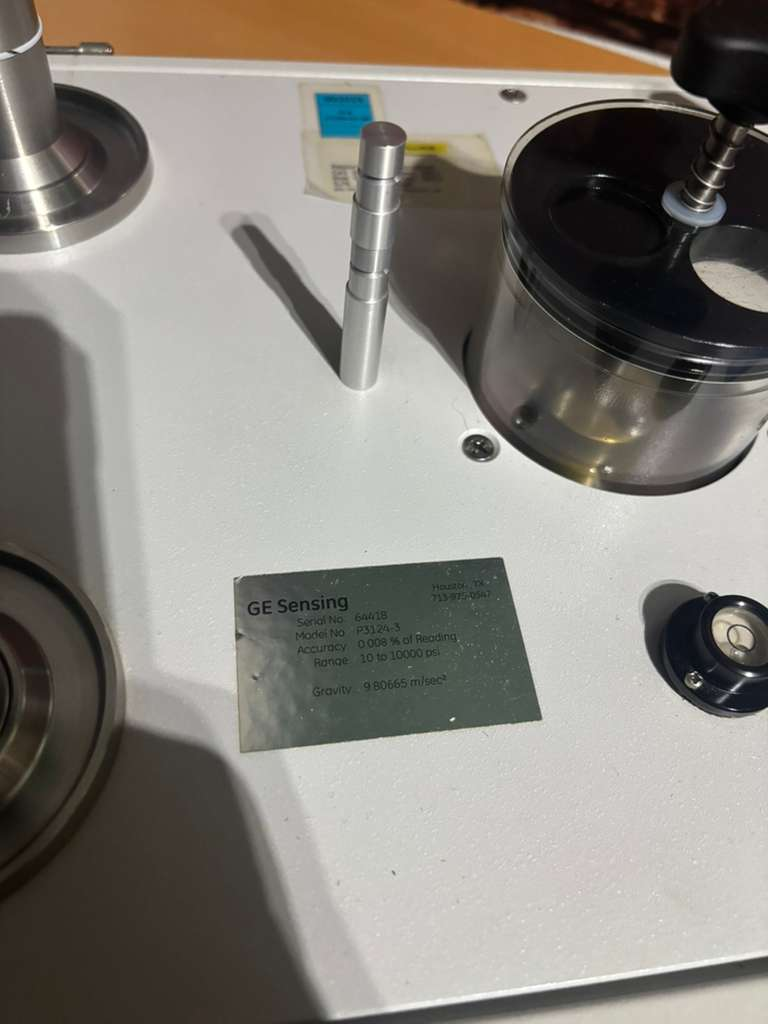 Houston, TX
713-975-0547
GE Sensing
Serial No. 64418
Model No. P3124-3
Accuracy 0.008 % of Reading
Range 10 to 10000 psi
Gravity 9.80665 m/sec²